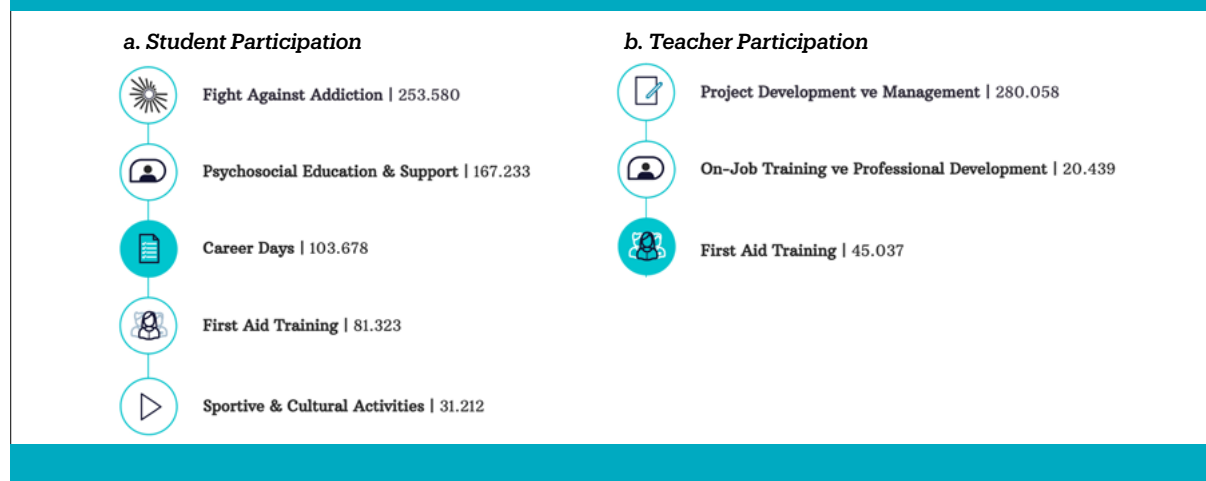 a. Student Participation
Fight Against Addiction | 253.580
Psychosocial Education & Support | 167.233
Career Days | 103.678
First Aid Training | 81.323
Sportive & Cultural Activities | 31.212
b. Teacher Participation
Project Development ve Management | 280.058
On-Job Training ve Professional Development | 20.439
First Aid Training | 45.037